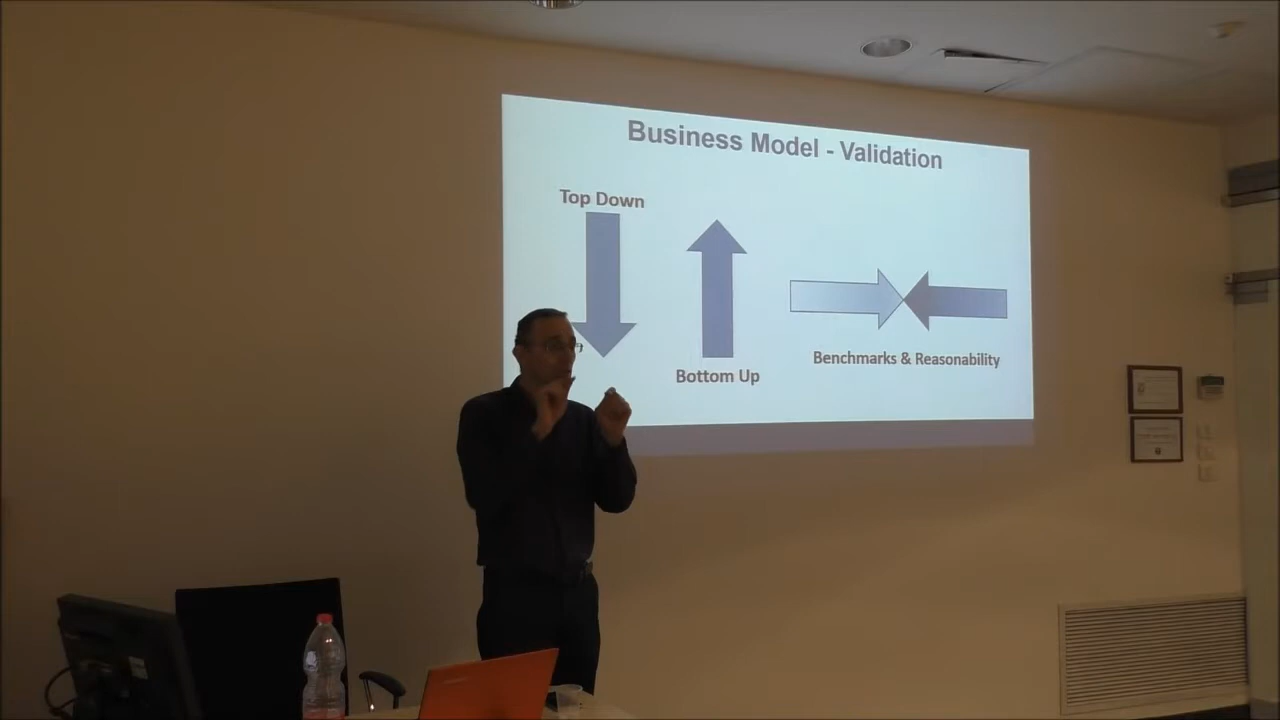 Business Model - Validation
Top Down
Bottom Up
Benchmarks & Reasonability